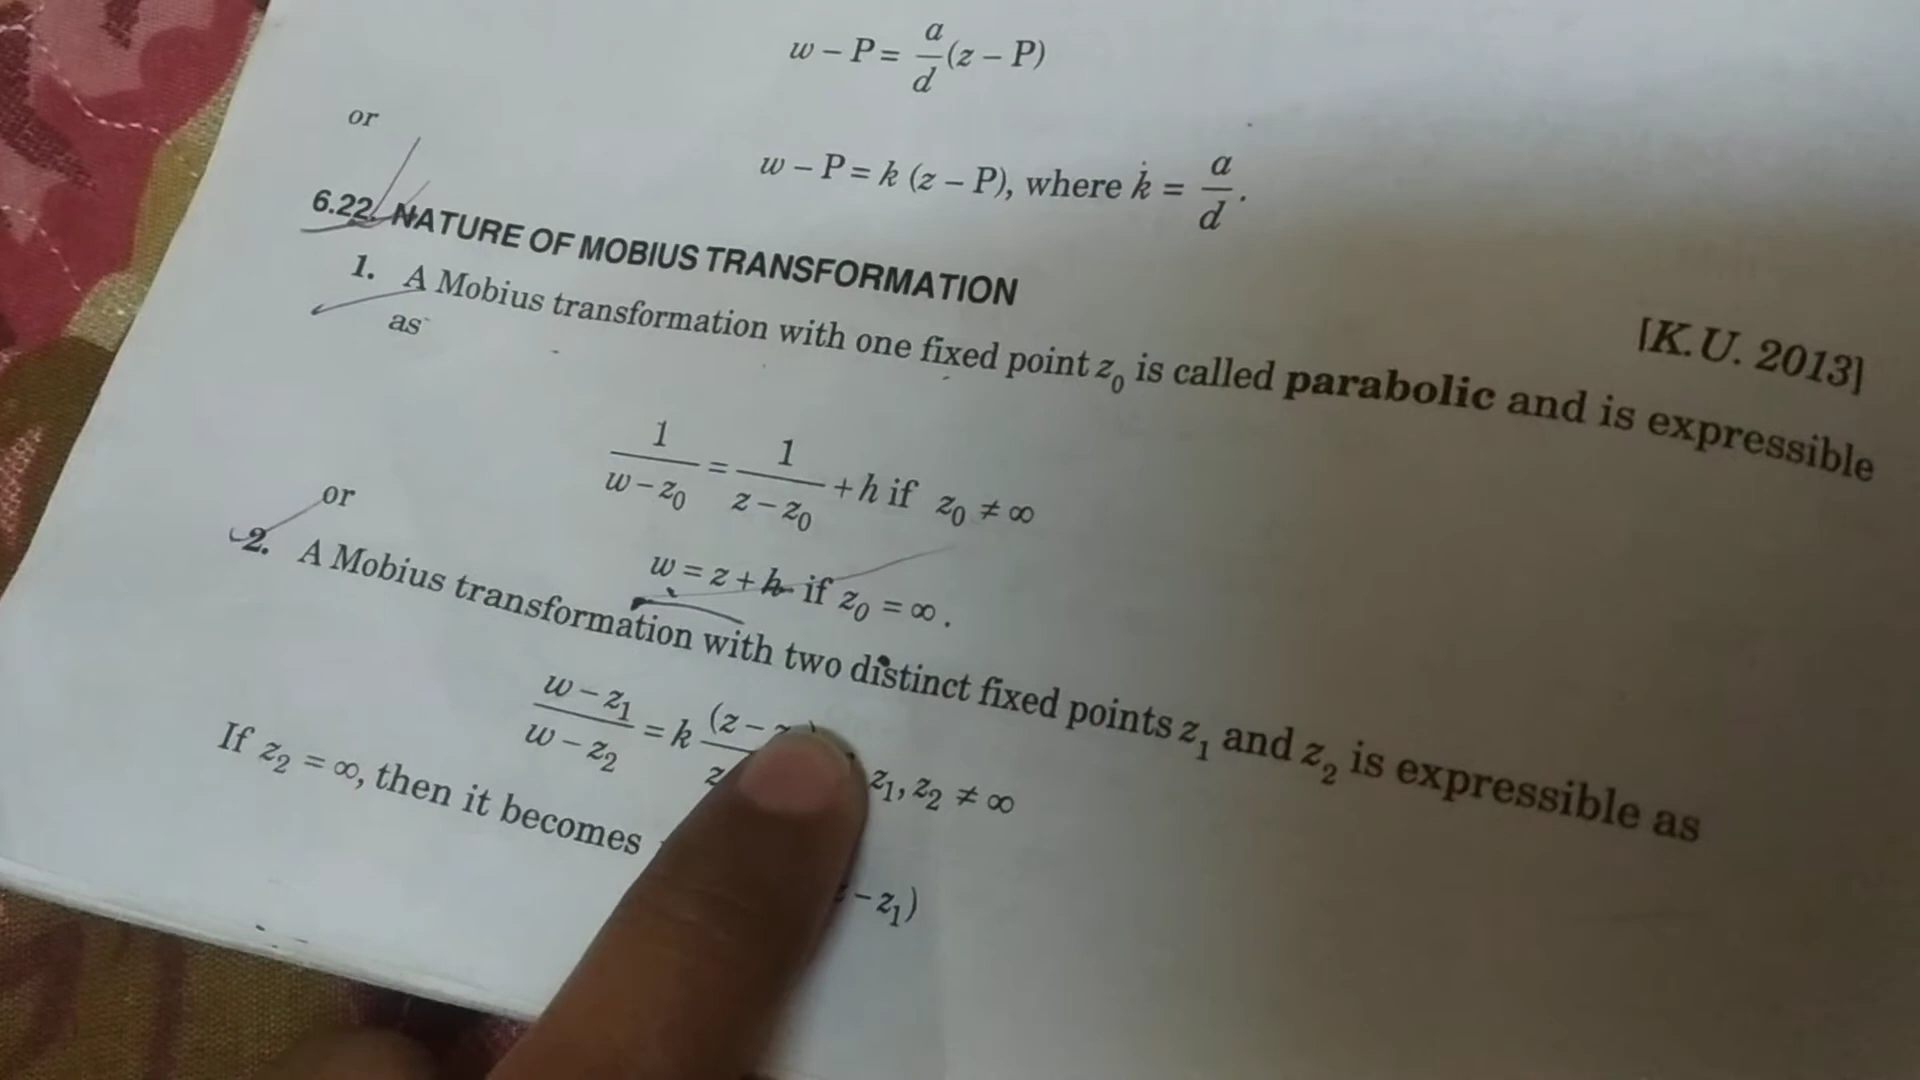 w – P = a/d (z – P)
or
w – P = k (z – P), where k = a/d.
6.22. NATURE OF MOBIUS TRANSFORMATION
[K.U. 2013]
1. A Mobius transformation with one fixed point z₀ is called parabolic and is expressible
as
1/(w – z₀) = 1/(z – z₀) + h if z₀ ≠ ∞
or
w = z + h if z₀ = ∞.
2. A Mobius transformation with two distinct fixed points z₁ and z₂ is expressible as
(w – z₁)/(w – z₂) = k (z – z₁, z₂ ≠ ∞
If z₂ = ∞, then it becomes
– z₁)